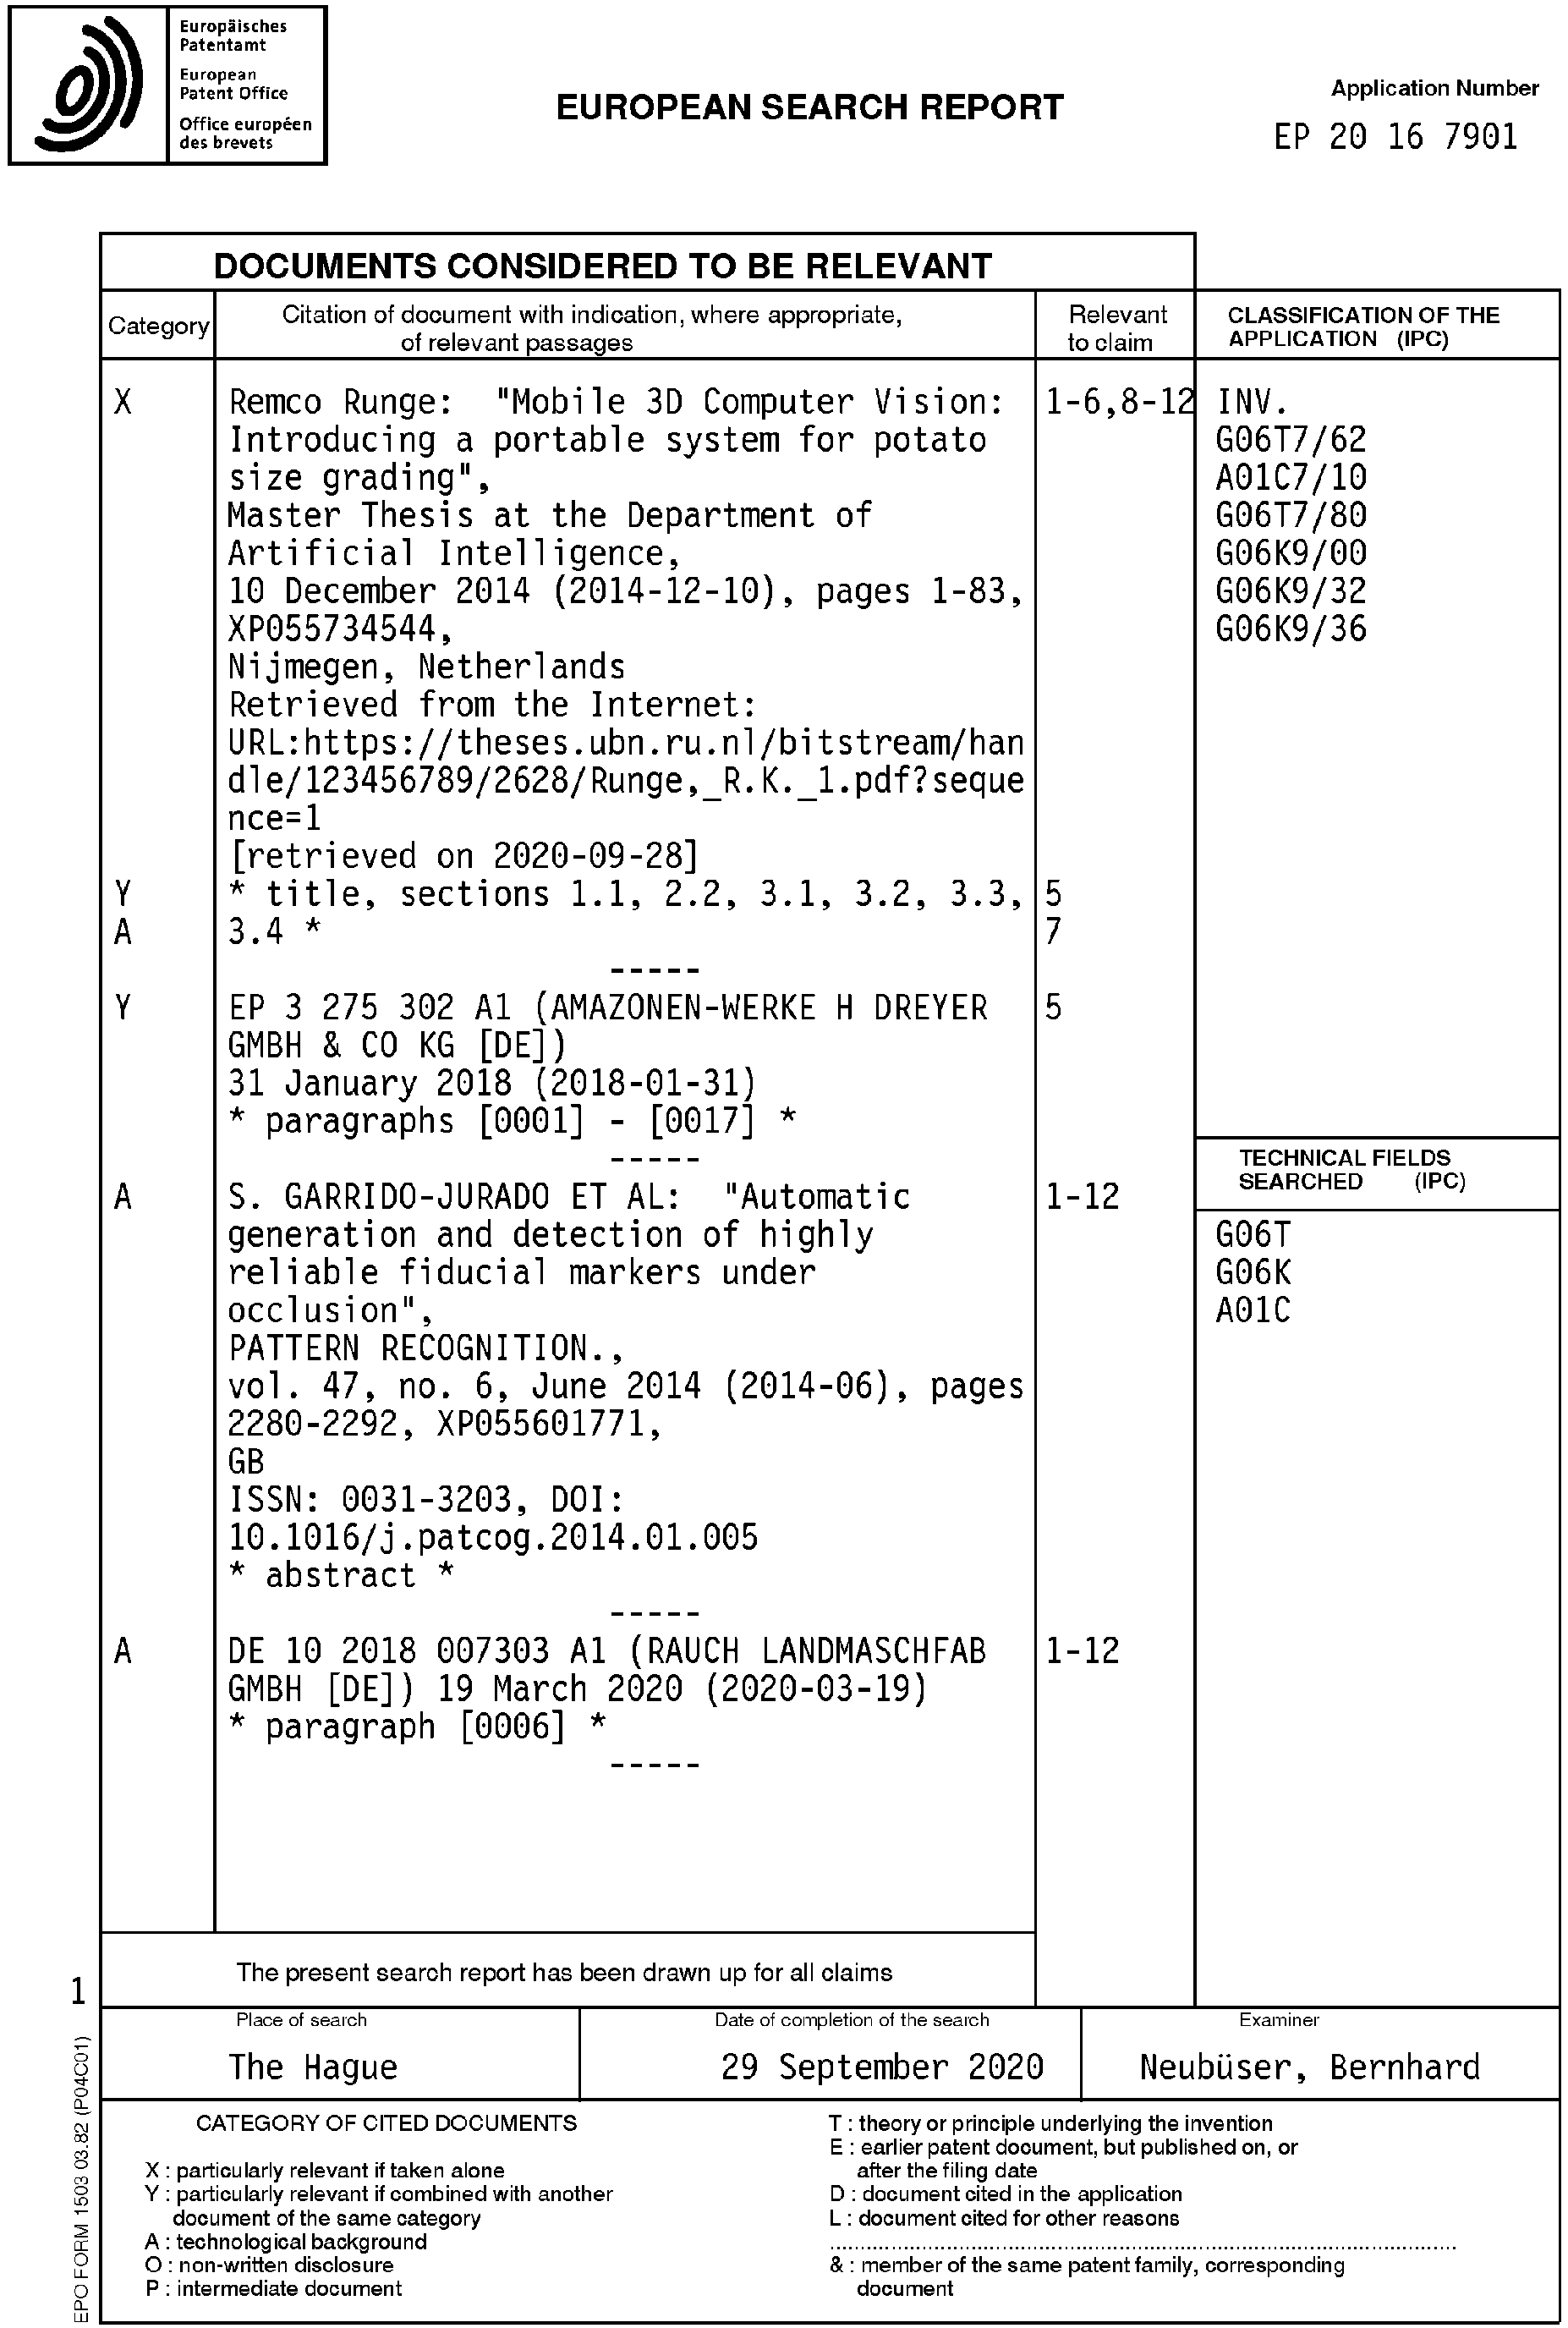 Europäisches
Patentamt
European
Patent Office
Office européen
des brevets
EUROPEAN SEARCH REPORT
Application Number
EP 20 16 7901
DOCUMENTS CONSIDERED TO BE RELEVANT
Category
Citation of document with indication, where appropriate,
of relevant passages
Relevant
to claim
CLASSIFICATION OF THE
APPLICATION (IPC)
X
Remco Runge: "Mobile 3D Computer Vision:
Introducing a portable system for potato
size grading",
Master Thesis at the Department of
Artificial Intelligence,
10 December 2014 (2014-12-10), pages 1-83,
XP055734544,
Nijmegen, Netherlands
Retrieved from the Internet:
URL:https://theses.ubn.ru.nl/bitstream/han
dle/123456789/2628/Runge,_R.K._1.pdf?seque
nce=1
[retrieved on 2020-09-28]
1-6,8-12
Y
* title, sections 1.1, 2.2, 3.1, 3.2, 3.3,
5
A
3.4 *
7
-----
Y
EP 3 275 302 A1 (AMAZONEN-WERKE H DREYER
GMBH & CO KG [DE])
31 January 2018 (2018-01-31)
* paragraphs [0001] - [0017] *
5
-----
A
S. GARRIDO-JURADO ET AL: "Automatic
generation and detection of highly
reliable fiducial markers under
occlusion",
PATTERN RECOGNITION.,
vol. 47, no. 6, June 2014 (2014-06), pages
2280-2292, XP055601771,
GB
ISSN: 0031-3203, DOI:
10.1016/j.patcog.2014.01.005
* abstract *
1-12
-----
A
DE 10 2018 007303 A1 (RAUCH LANDMASCHFAB
GMBH [DE]) 19 March 2020 (2020-03-19)
* paragraph [0006] *
1-12
-----
INV.
G06T7/62
A01C7/10
G06T7/80
G06K9/00
G06K9/32
G06K9/36
TECHNICAL FIELDS
SEARCHED (IPC)
G06T
G06K
A01C
The present search report has been drawn up for all claims
1
Place of search
The Hague
Date of completion of the search
29 September 2020
Examiner
Neubüser, Bernhard
CATEGORY OF CITED DOCUMENTS
X : particularly relevant if taken alone
Y : particularly relevant if combined with another
document of the same category
A : technological background
O : non-written disclosure
P : intermediate document
T : theory or principle underlying the invention
E : earlier patent document, but published on, or
after the filing date
D : document cited in the application
L : document cited for other reasons
& : member of the same patent family, corresponding
document
EPO FORM 1503 03.82 (P04C01)